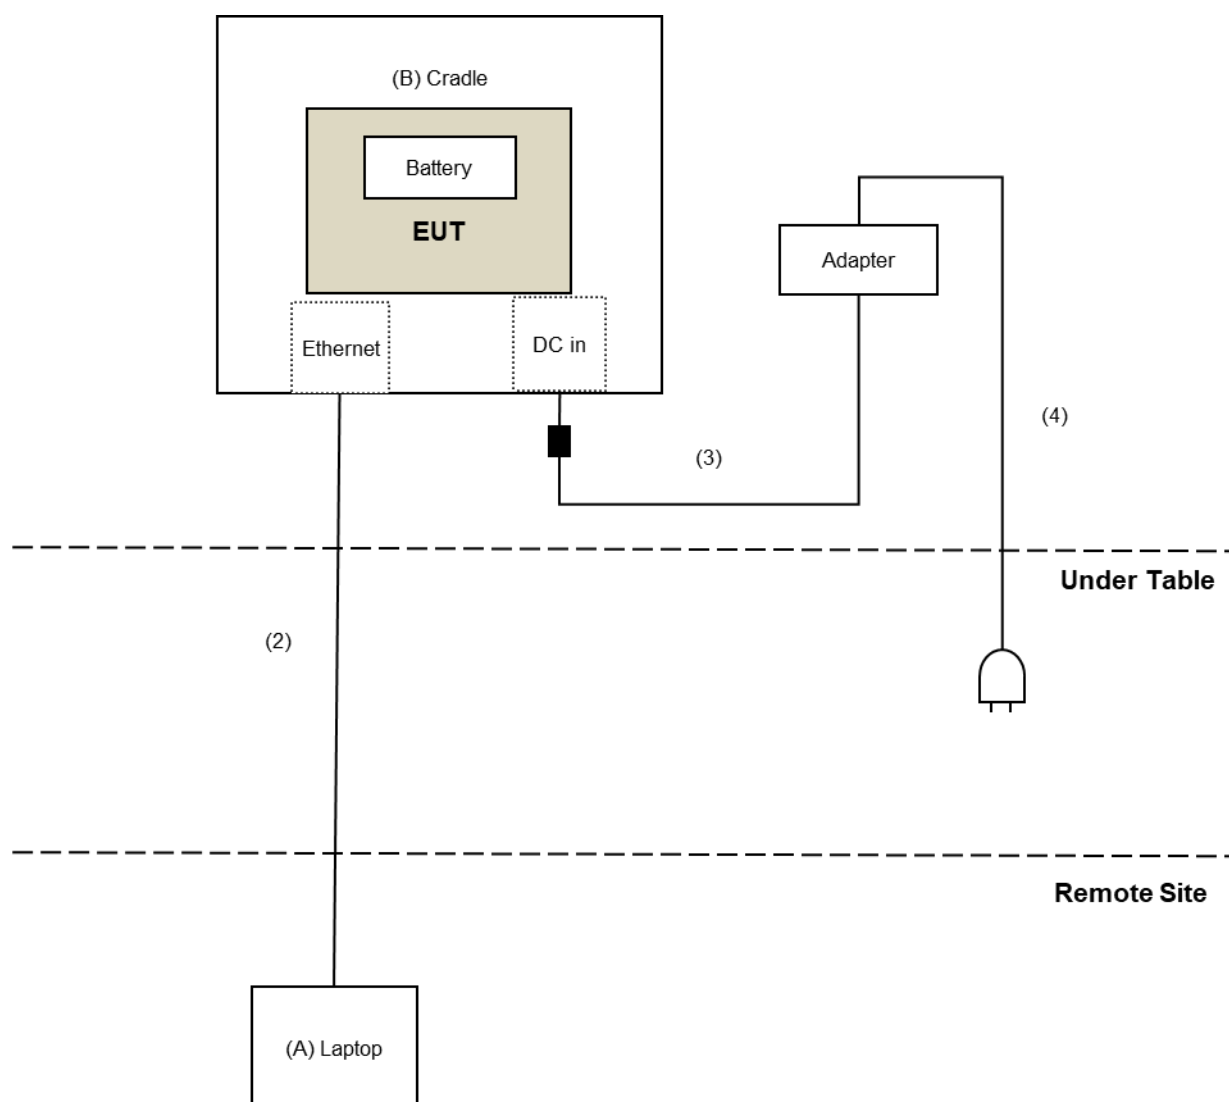 (B) Cradle
Battery
EUT
Adapter
Ethernet
DC in
(4)
(3)
Under Table
(2)
Remote Site
(A) Laptop